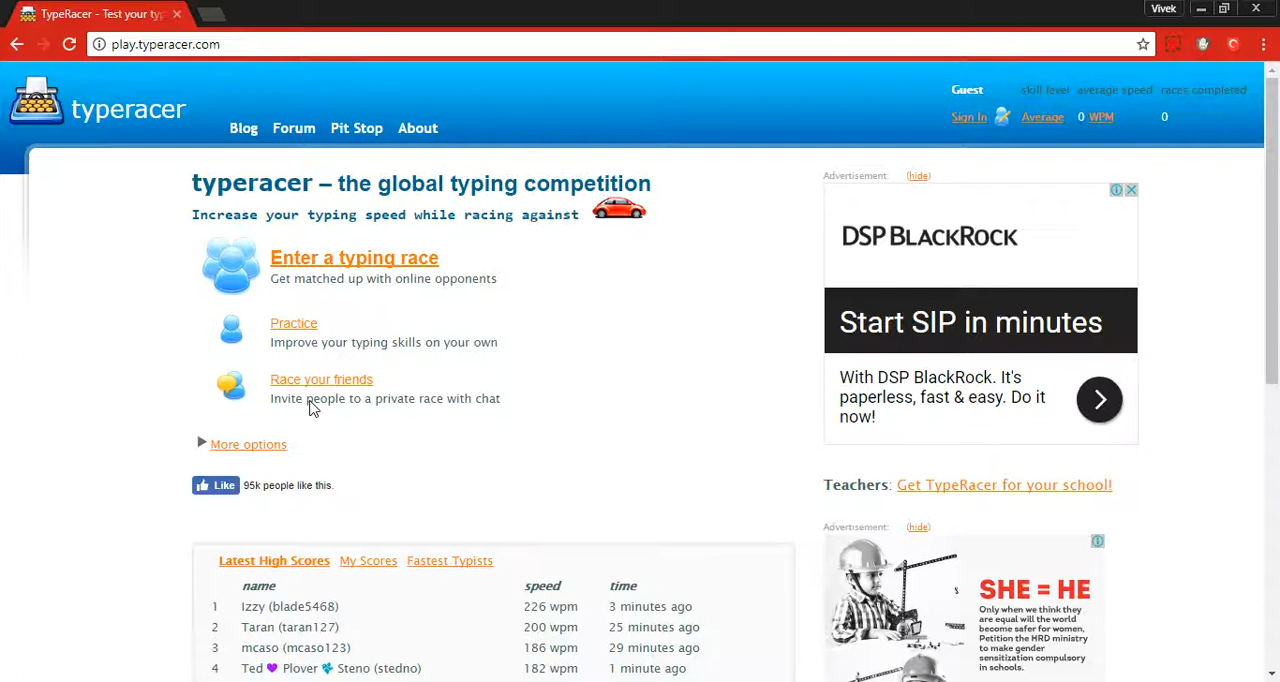 TypeRacer - Test your typ
Vivek
play.typeracer.com
typeracer
Blog Forum Pit Stop About
Guest skill level average speed races completed
Sign In Average 0 WPM 0
typeracer – the global typing competition
Increase your typing speed while racing against
Enter a typing race
Get matched up with online opponents
Practice
Improve your typing skills on your own
Race your friends
Invite people to a private race with chat
More options
Like 95k people like this.
Latest High Scores My Scores Fastest Typists
name speed time
1 Izzy (blade5468) 226 wpm 3 minutes ago
2 Taran (taran127) 200 wpm 25 minutes ago
3 mcaso (mcaso123) 186 wpm 29 minutes ago
4 Ted 💜 Plover Steno (stedno) 182 wpm 1 minute ago
Advertisement: (hide)
DSP BLACKROCK
Start SIP in minutes
With DSP BlackRock. It's
paperless, fast & easy. Do it
now!
Teachers: Get TypeRacer for your school!
Advertisement: (hide)
SHE = HE
Only when we think they
are equal will the world
become safer for women,
Petition the HRD ministry
to make gender
sensitization compulsory
in schools.